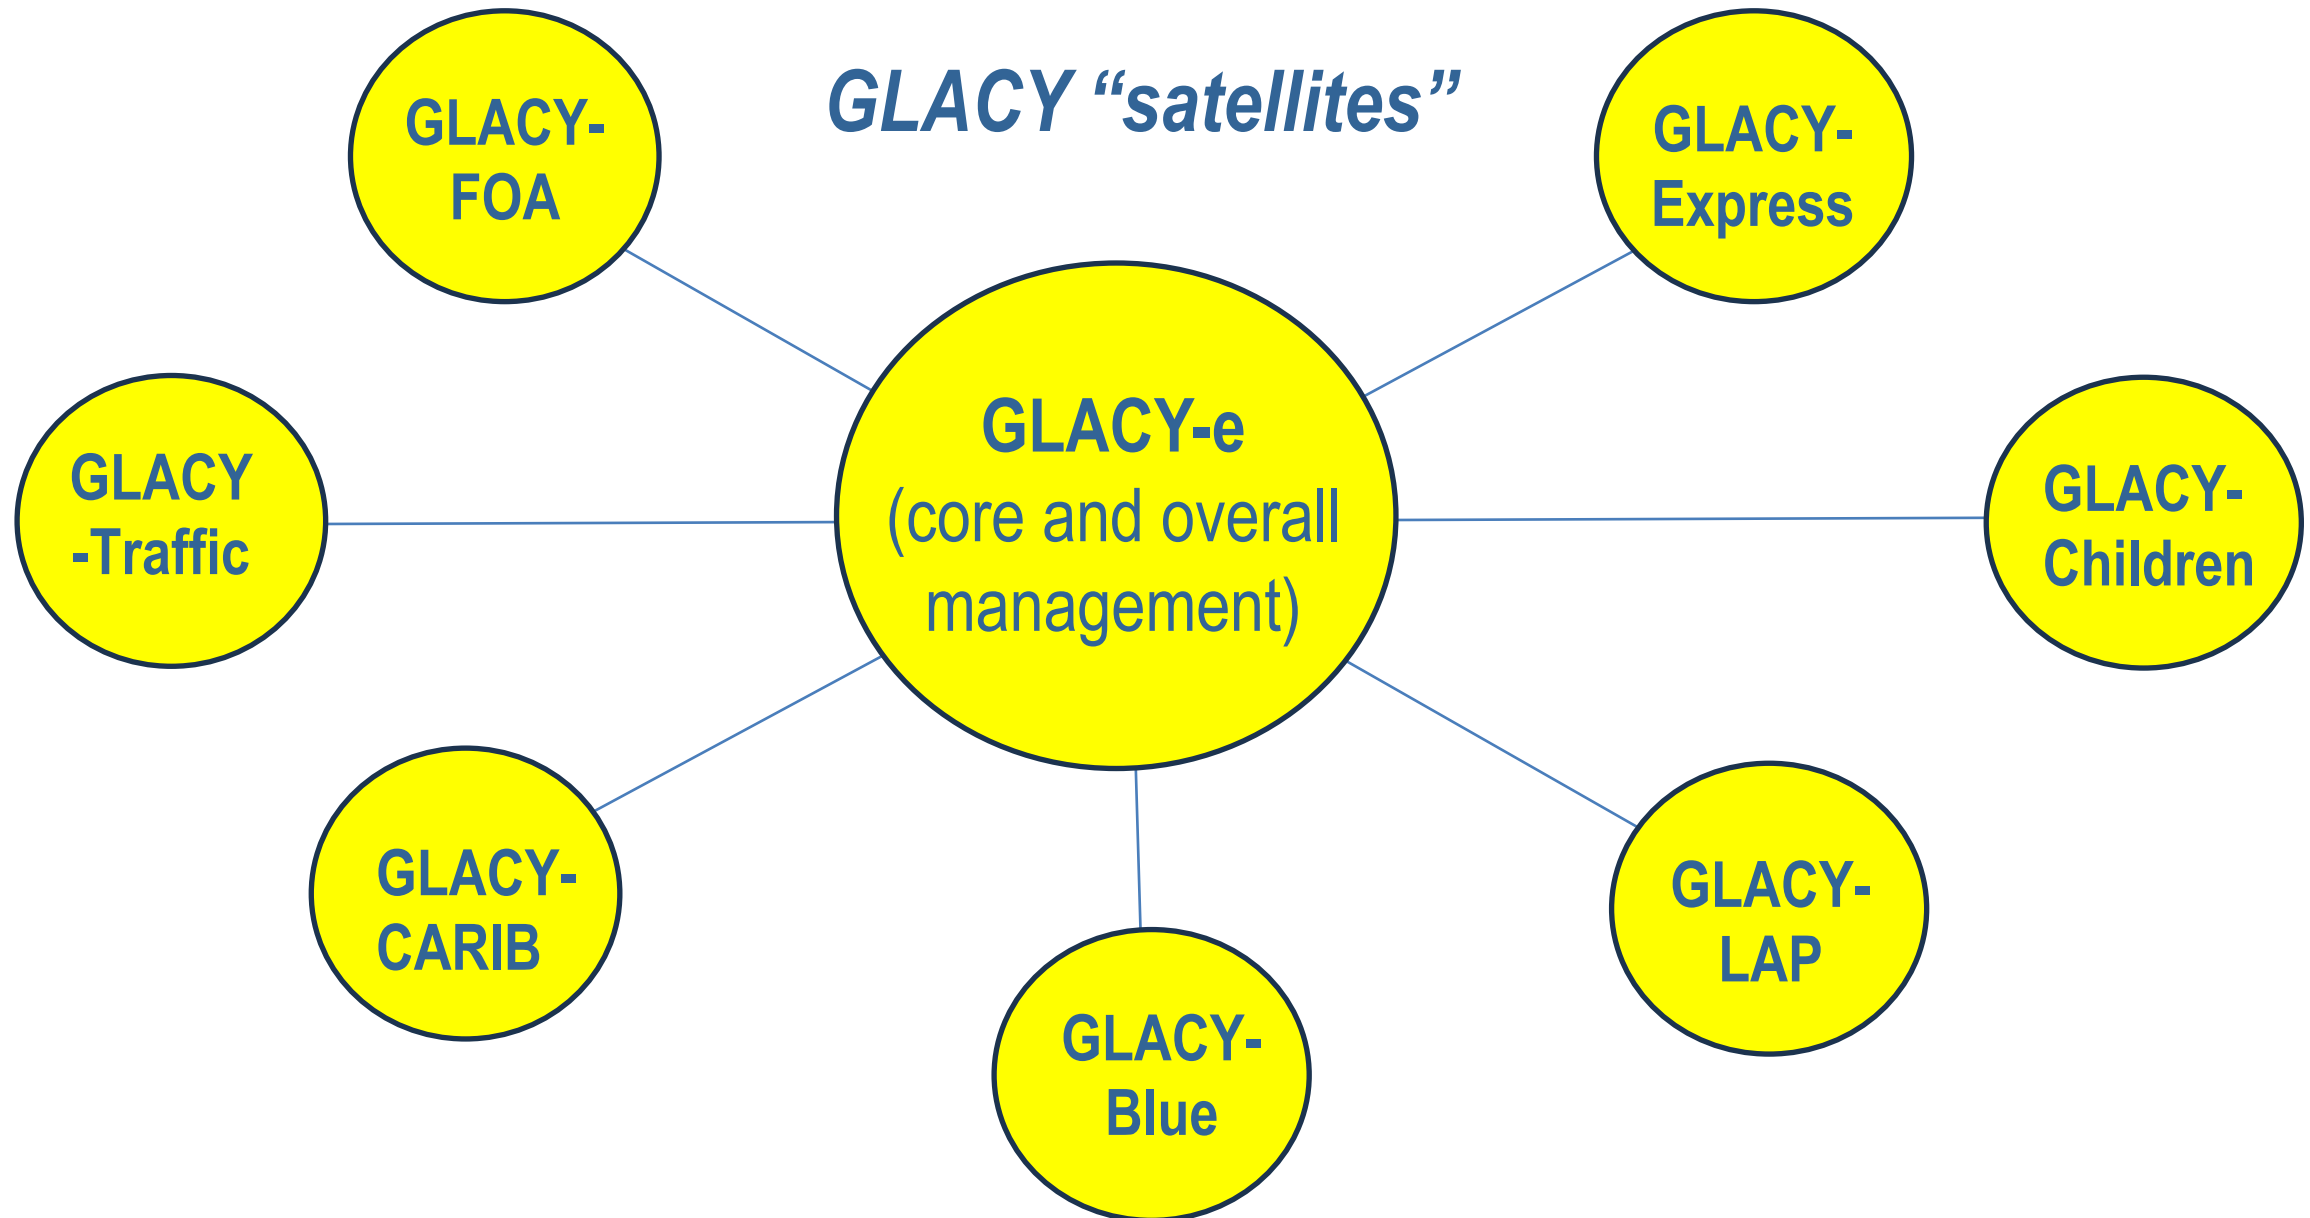 GLACY “satellites”
GLACY-
FOA
GLACY-
Express
GLACY-e
(core and overall
management)
GLACY
-Traffic
GLACY-
Children
GLACY-
CARIB
GLACY-
LAP
GLACY-
Blue